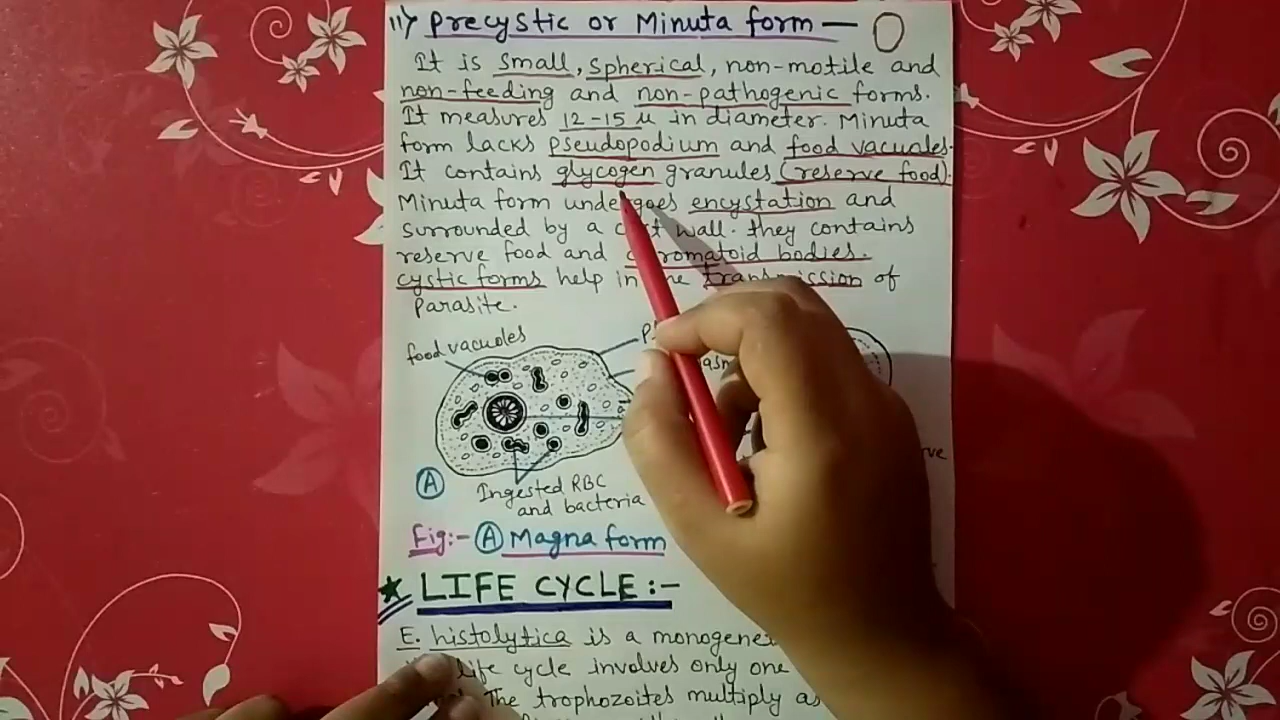 ii) Precystic or Minuta form —
It is small, spherical, non-motile and
non-feeding and non-pathogenic forms.
It measures 12-15 μ in diameter. Minuta
form lacks pseudopodium and food vacuoles.
It contains glycogen granules (reserve food).
Minuta form undergoes encystation and
surrounded by a wall. they contains
reserve food and bodies.
cystic forms help in transmission of
parasite.
food vacuoles
A
Ingested RBC
and bacteria
Fig:- A Magna form
★ LIFE CYCLE:-
E. histolytica is a
life cycle involves only one
The trophozoites multiply as